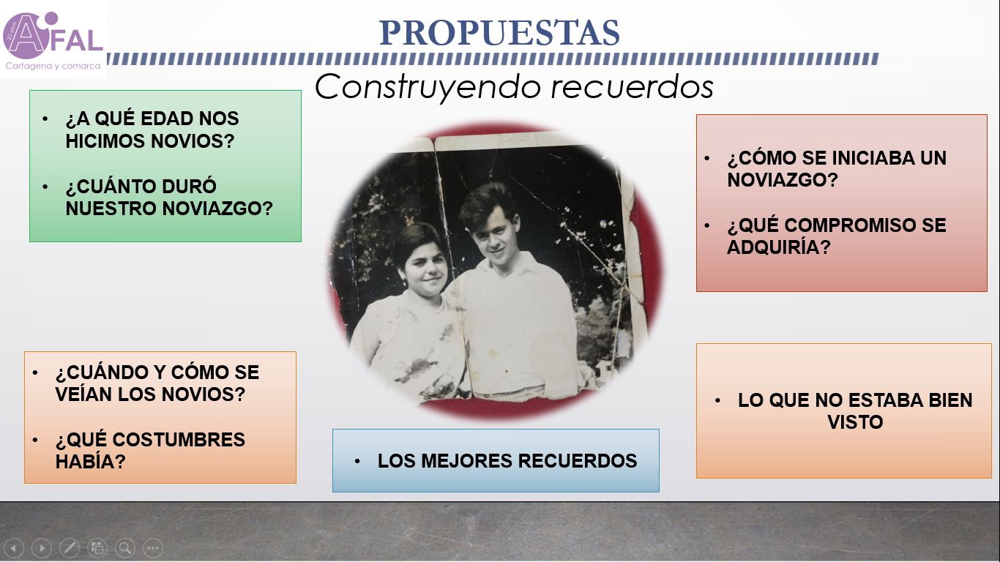 25 años
AFAL
Cartagena y comarca
PROPUESTAS
Construyendo recuerdos
• ¿A QUÉ EDAD NOS
HICIMOS NOVIOS?
• ¿CUÁNTO DURÓ
NUESTRO NOVIAZGO?
• ¿CÓMO SE INICIABA UN
NOVIAZGO?
• ¿QUÉ COMPROMISO SE
ADQUIRÍA?
• ¿CUÁNDO Y CÓMO SE
VEÍAN LOS NOVIOS?
• ¿QUÉ COSTUMBRES
HABÍA?
• LOS MEJORES RECUERDOS
• LO QUE NO ESTABA BIEN
VISTO